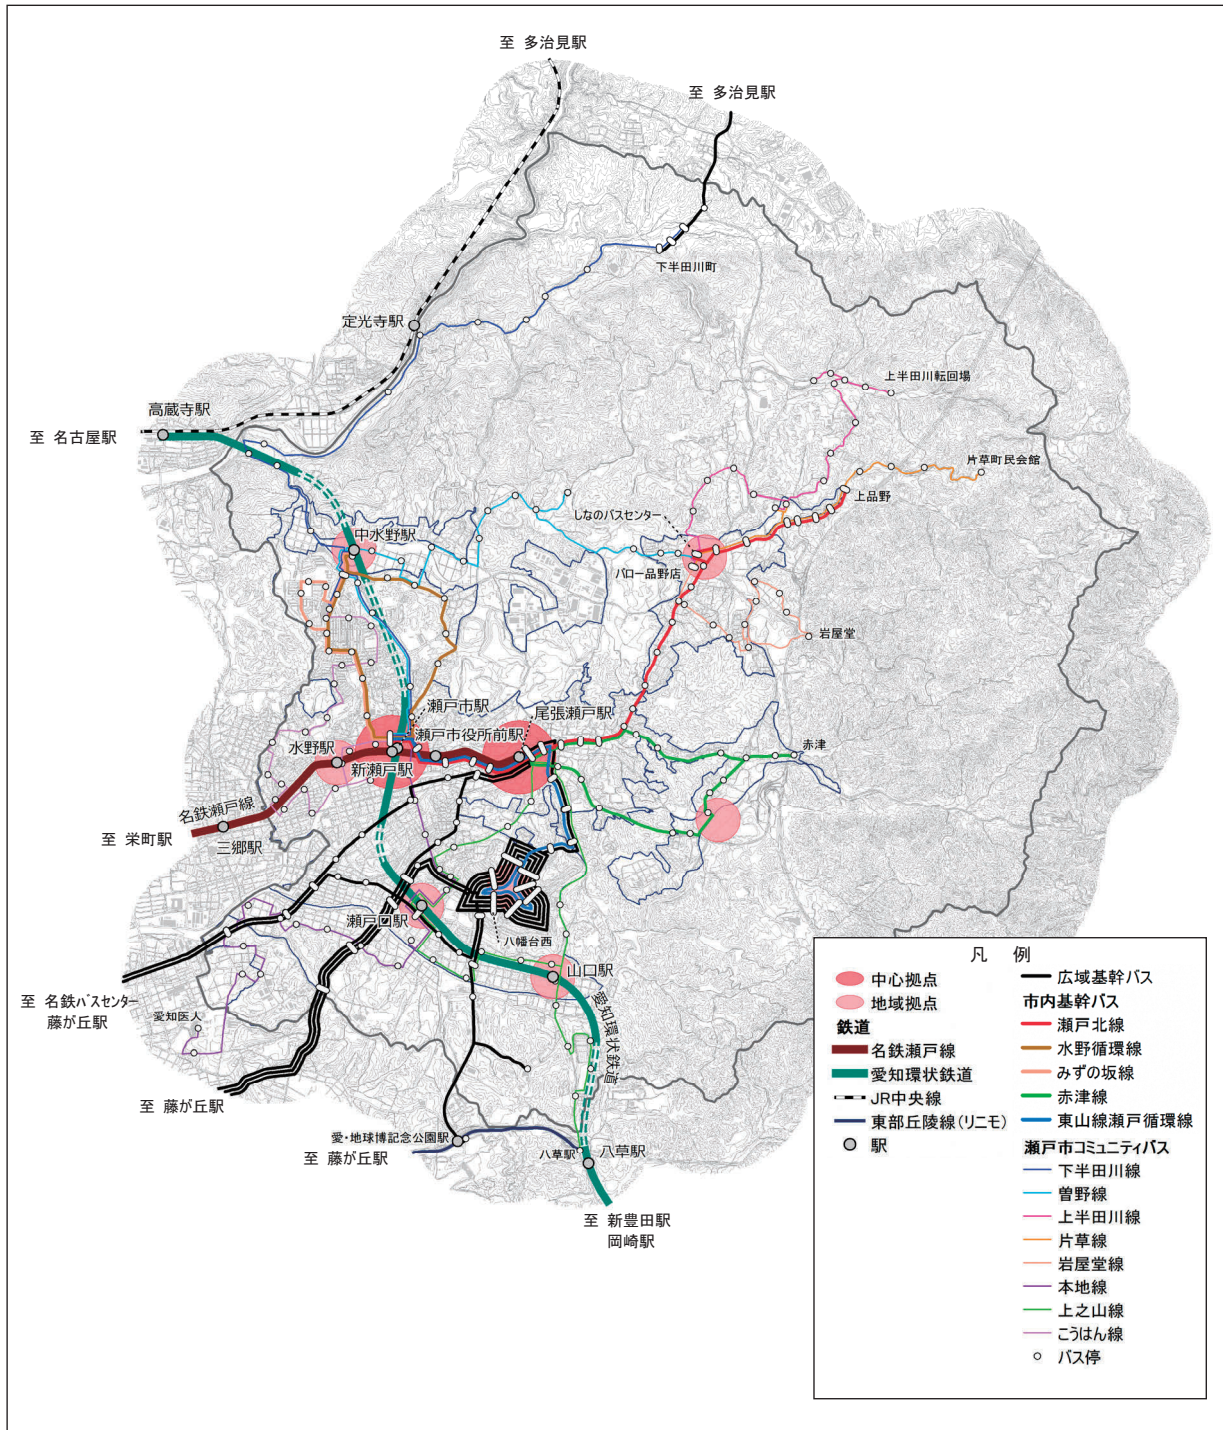 至 多治見駅
至 多治見駅
下半田川町
定光寺駅
上半田川転回場
高蔵寺駅
至 名古屋駅
片草町民会館
上品野
しなのバスセンター
中水野駅
バロー品野店
岩屋堂
瀬戸市駅
尾張瀬戸駅
瀬戸市役所前駅
水野駅
赤津
新瀬戸駅
名鉄瀬戸線
至 栄町駅
三郷駅
瀬戸口駅
八幡台西
山口駅
至 名鉄バスセンター
藤が丘駅
愛知医大
愛知環状鉄道
至 藤が丘駅
愛・地球博記念公園駅
至 藤が丘駅
八草駅
八草駅
至 新豊田駅
岡崎駅
凡 例
中心拠点
地域拠点
鉄道
名鉄瀬戸線
愛知環状鉄道
JR中央線
東部丘陵線(リニモ)
駅
広域基幹バス
市内基幹バス
瀬戸北線
水野循環線
みずの坂線
赤津線
東山線瀬戸循環線
瀬戸市コミュニティバス
下半田川線
曽野線
上半田川線
片草線
岩屋堂線
本地線
上之山線
こうはん線
バス停